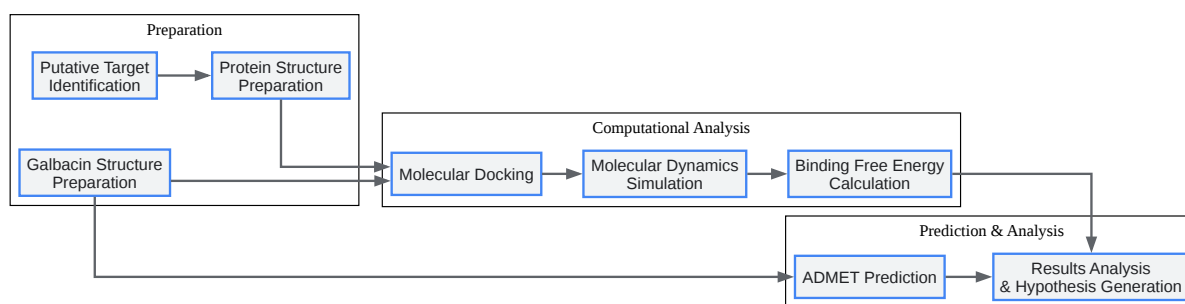 Preparation
Putative Target
Identification
Protein Structure
Preparation
Galbacin Structure
Preparation
Computational Analysis
Molecular Docking
Molecular Dynamics
Simulation
Binding Free Energy
Calculation
Prediction & Analysis
ADMET Prediction
Results Analysis
& Hypothesis Generation